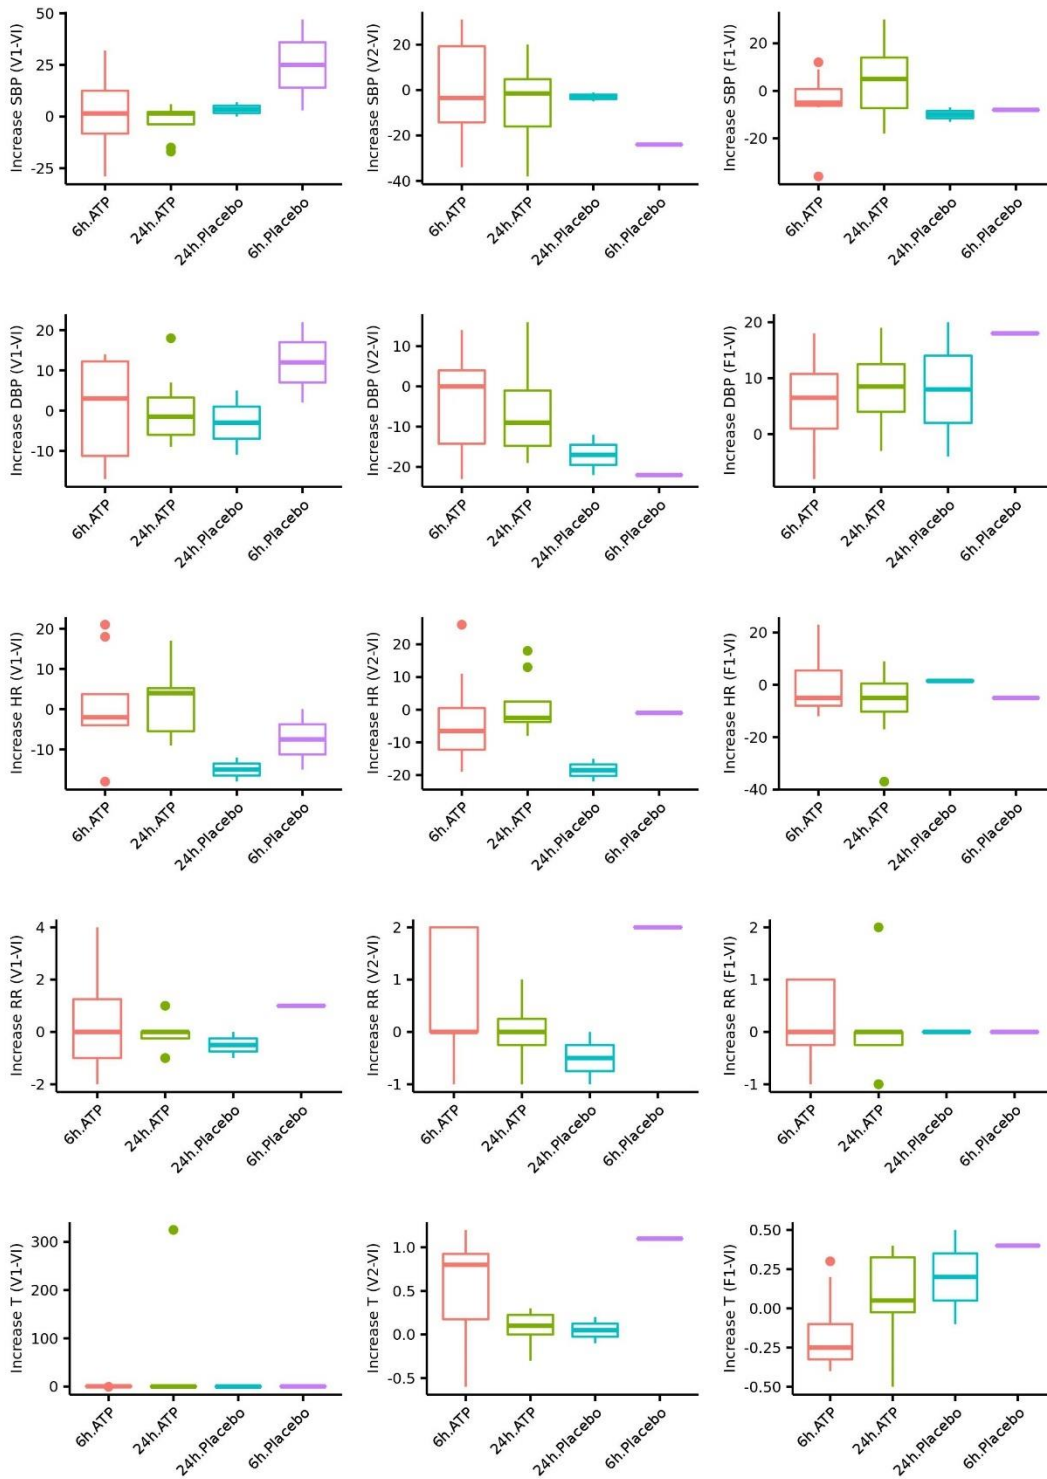 Increase SBP (V1-VI)
50
25
0
-25
6h.ATP
24h.ATP
24h.Placebo
6h.Placebo
Increase SBP (V2-VI)
20
0
-20
-40
6h.ATP
24h.ATP
24h.Placebo
6h.Placebo
Increase SBP (F1-VI)
20
0
-20
6h.ATP
24h.ATP
24h.Placebo
6h.Placebo
Increase DBP (V1-VI)
20
10
0
-10
6h.ATP
24h.ATP
24h.Placebo
6h.Placebo
Increase DBP (V2-VI)
10
0
-10
-20
6h.ATP
24h.ATP
24h.Placebo
6h.Placebo
Increase DBP (F1-VI)
20
10
0
6h.ATP
24h.ATP
24h.Placebo
6h.Placebo
Increase HR (V1-VI)
20
10
0
-10
6h.ATP
24h.ATP
24h.Placebo
6h.Placebo
Increase HR (V2-VI)
20
10
0
-10
-20
6h.ATP
24h.ATP
24h.Placebo
6h.Placebo
Increase HR (F1-VI)
20
0
-20
-40
6h.ATP
24h.ATP
24h.Placebo
6h.Placebo
Increase RR (V1-VI)
4
2
0
-2
6h.ATP
24h.ATP
24h.Placebo
6h.Placebo
Increase RR (V2-VI)
2
1
0
-1
6h.ATP
24h.ATP
24h.Placebo
6h.Placebo
Increase RR (F1-VI)
2
1
0
-1
6h.ATP
24h.ATP
24h.Placebo
6h.Placebo
Increase T (V1-VI)
300
200
100
0
6h.ATP
24h.ATP
24h.Placebo
6h.Placebo
Increase T (V2-VI)
1.0
0.5
0.0
-0.5
6h.ATP
24h.ATP
24h.Placebo
6h.Placebo
Increase T (F1-VI)
0.50
0.25
0.00
-0.25
-0.50
6h.ATP
24h.ATP
24h.Placebo
6h.Placebo